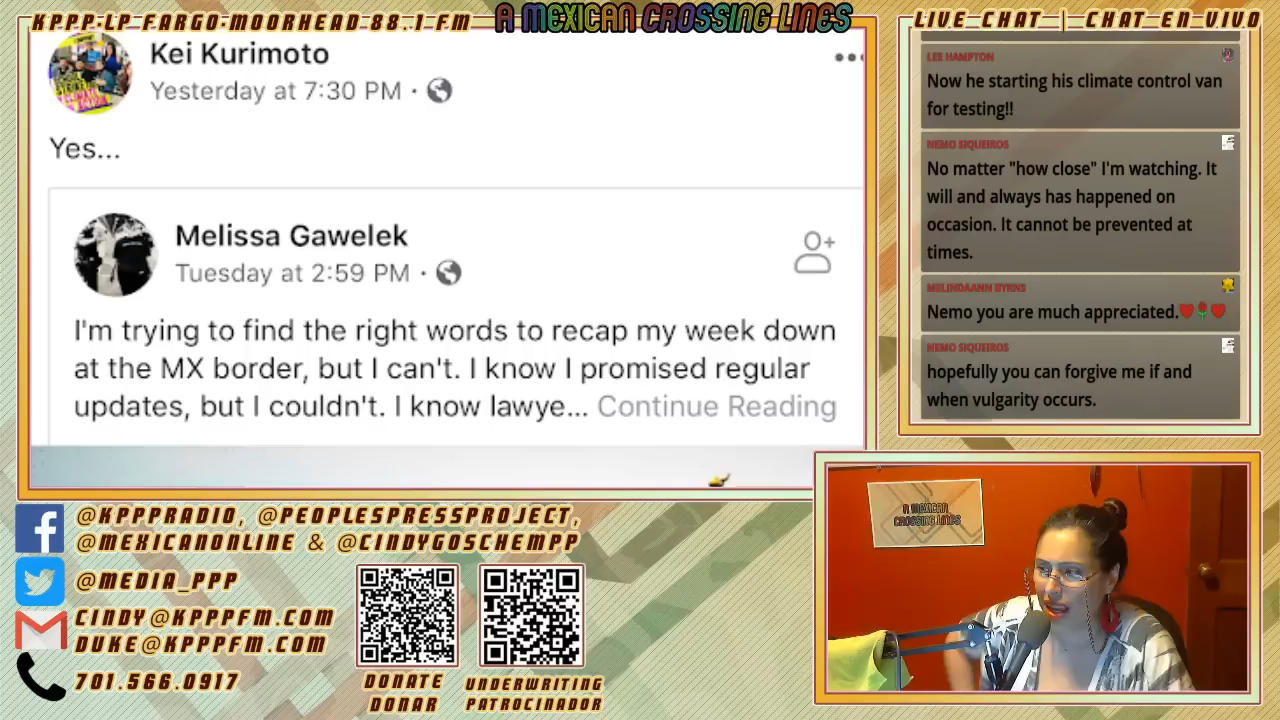 KPPP-LP FARGO-MOORHEAD 88.1 FM
A MEXICAN CROSSING LINES
LIVE CHAT | CHAT EN VIVO
Kei Kurimoto
Yesterday at 7:30 PM ·
Yes...
Melissa Gawelek
Tuesday at 2:59 PM ·
I'm trying to find the right words to recap my week down
at the MX border, but I can't. I know I promised regular
updates, but I couldn't. I know lawye... Continue Reading
LEE HAMPTON
Now he starting his climate control van
for testing!!
NEMO SIQUEIROS
No matter "how close" I'm watching. It
will and always has happened on
occasion. It cannot be prevented at
times.
MELINDAANN BYRNS
Nemo you are much appreciated.❤️🌹❤️
NEMO SIQUEIROS
hopefully you can forgive me if and
when vulgarity occurs.
A MEXICAN
CROSSING LINES
@KPPPRADIO, @PEOPLESPRESSPROJECT,
@MEXICANONLINE & @CINDYGOSCHEMPP
@MEDIA_PPP
CINDY@KPPPFM.COM
DUKE@KPPPFM.COM
701.566.0917
DONATE
DONAR
UNDERWRITING
PATROCINADOR